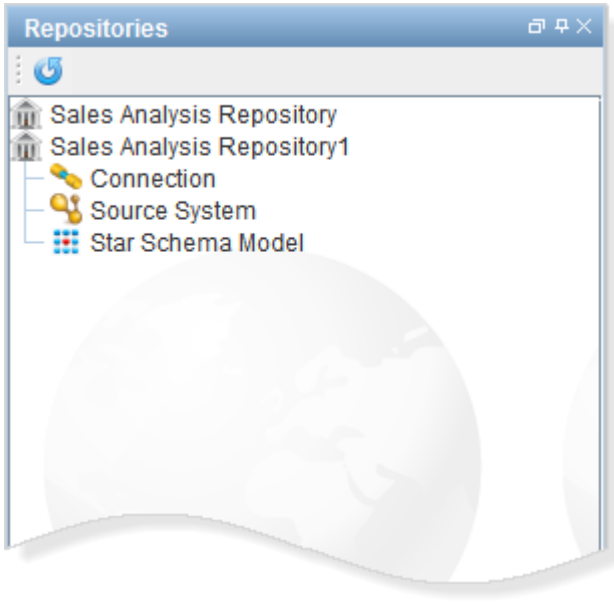 Repositories
Sales Analysis Repository
Sales Analysis Repository1
Connection
Source System
Star Schema Model